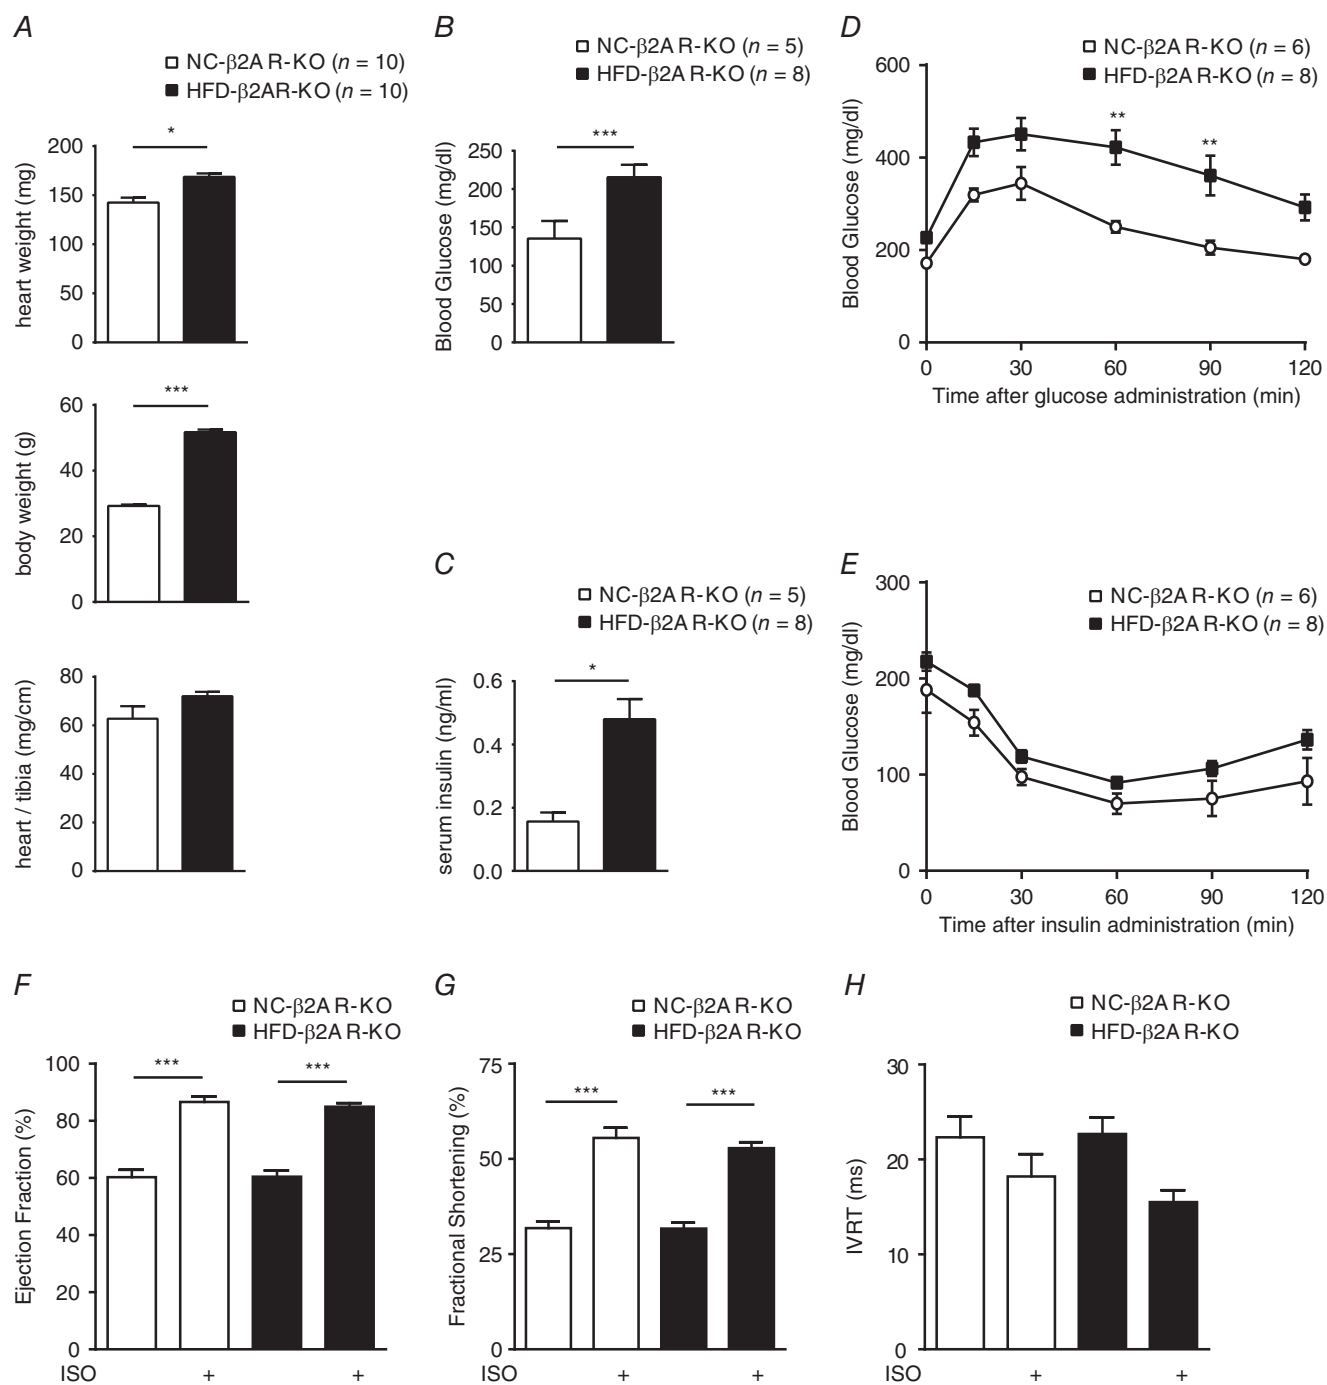 A
NC-β2A R-KO (n = 10)
HFD-β2AR-KO (n = 10)
*
heart weight (mg)
200
150
100
50
0
***
body weight (g)
60
40
20
0
heart / tibia (mg/cm)
80
60
40
20
0
B
NC-β2A R-KO (n = 5)
HFD-β2A R-KO (n = 8)
***
Blood Glucose (mg/dl)
250
200
150
100
50
0
C
NC-β2A R-KO (n = 5)
HFD-β2A R-KO (n = 8)
*
serum insulin (ng/ml)
0.6
0.4
0.2
0.0
D
NC-β2A R-KO (n = 6)
HFD-β2A R-KO (n = 8)
** **
Blood Glucose (mg/dl)
600
400
200
0
0 30 60 90 120
Time after glucose administration (min)
E
NC-β2A R-KO (n = 6)
HFD-β2A R-KO (n = 8)
Blood Glucose (mg/dl)
300
200
100
0
0 30 60 90 120
Time after insulin administration (min)
F
NC-β2A R-KO
HFD-β2A R-KO
*** ***
Ejection Fraction (%)
100
80
60
40
20
0
ISO + +
G
NC-β2A R-KO
HFD-β2A R-KO
*** ***
Fractional Shortening (%)
75
50
25
0
ISO + +
H
NC-β2A R-KO
HFD-β2A R-KO
IVRT (ms)
30
20
10
0
ISO + +